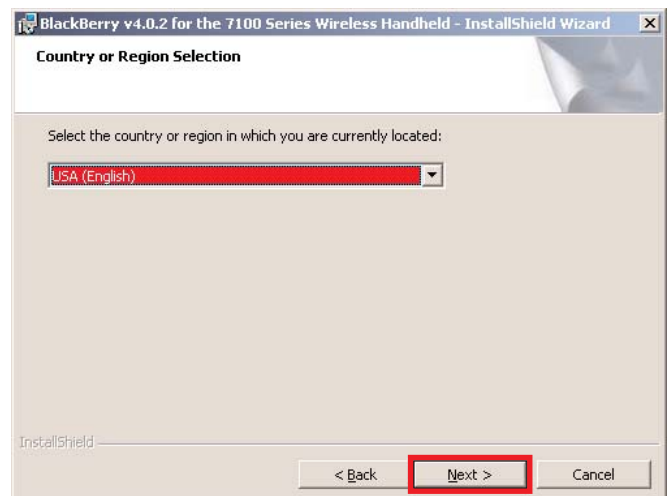 BlackBerry v4.0.2 for the 7100 Series Wireless Handheld - InstallShield Wizard
Country or Region Selection
Select the country or region in which you are currently located:
USA (English)
InstallShield
< Back Next > Cancel